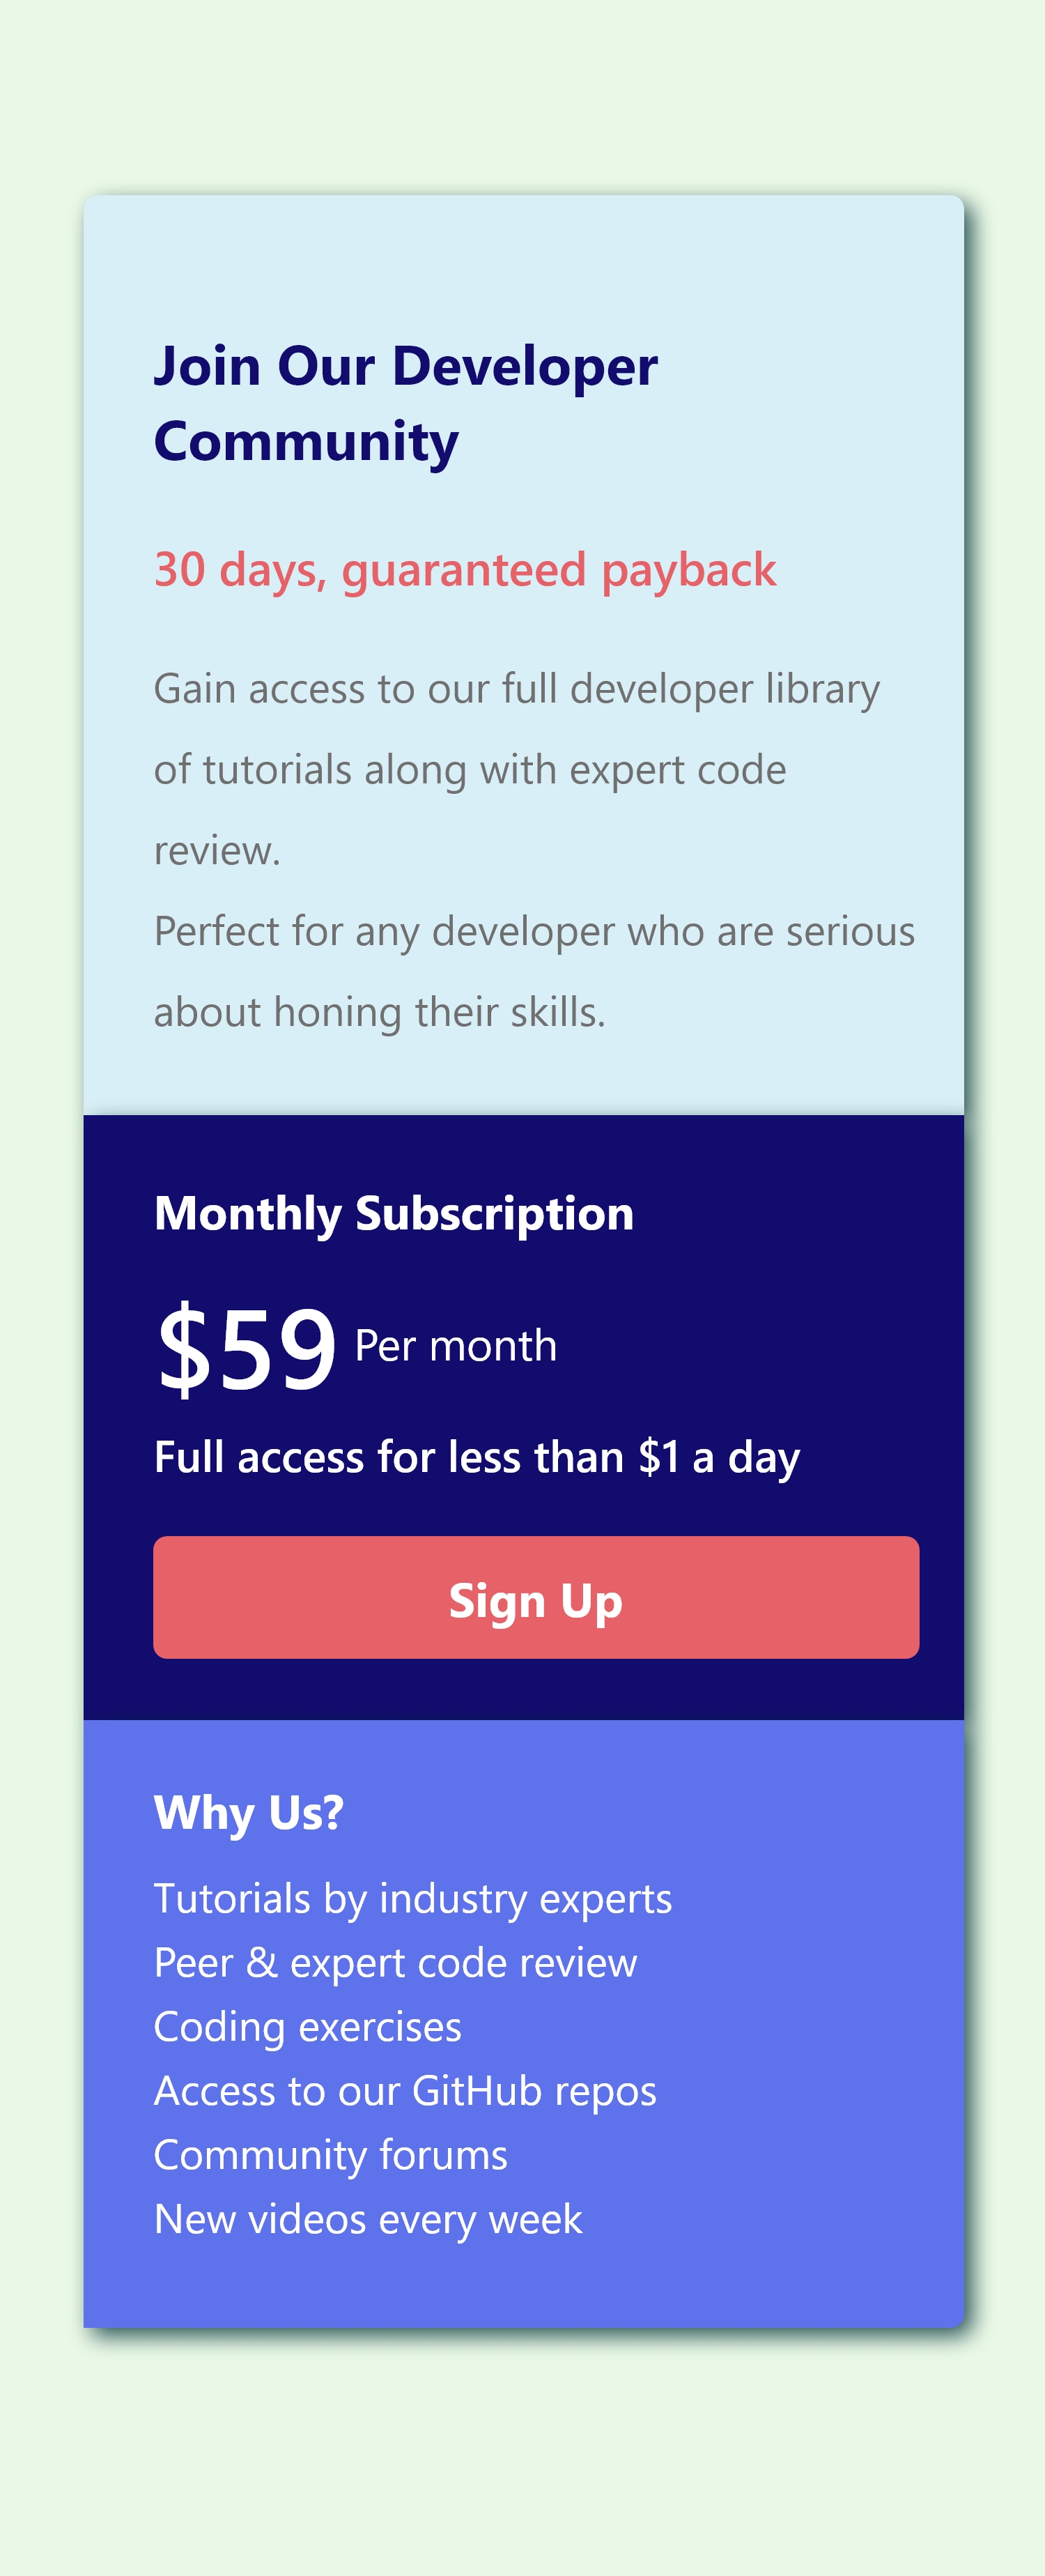 Join Our Developer
Community
30 days, guaranteed payback
Gain access to our full developer library
of tutorials along with expert code
review.
Perfect for any developer who are serious
about honing their skills.
Monthly Subscription
$59 Per month
Full access for less than $1 a day
Sign Up
Why Us?
Tutorials by industry experts
Peer & expert code review
Coding exercises
Access to our GitHub repos
Community forums
New videos every week